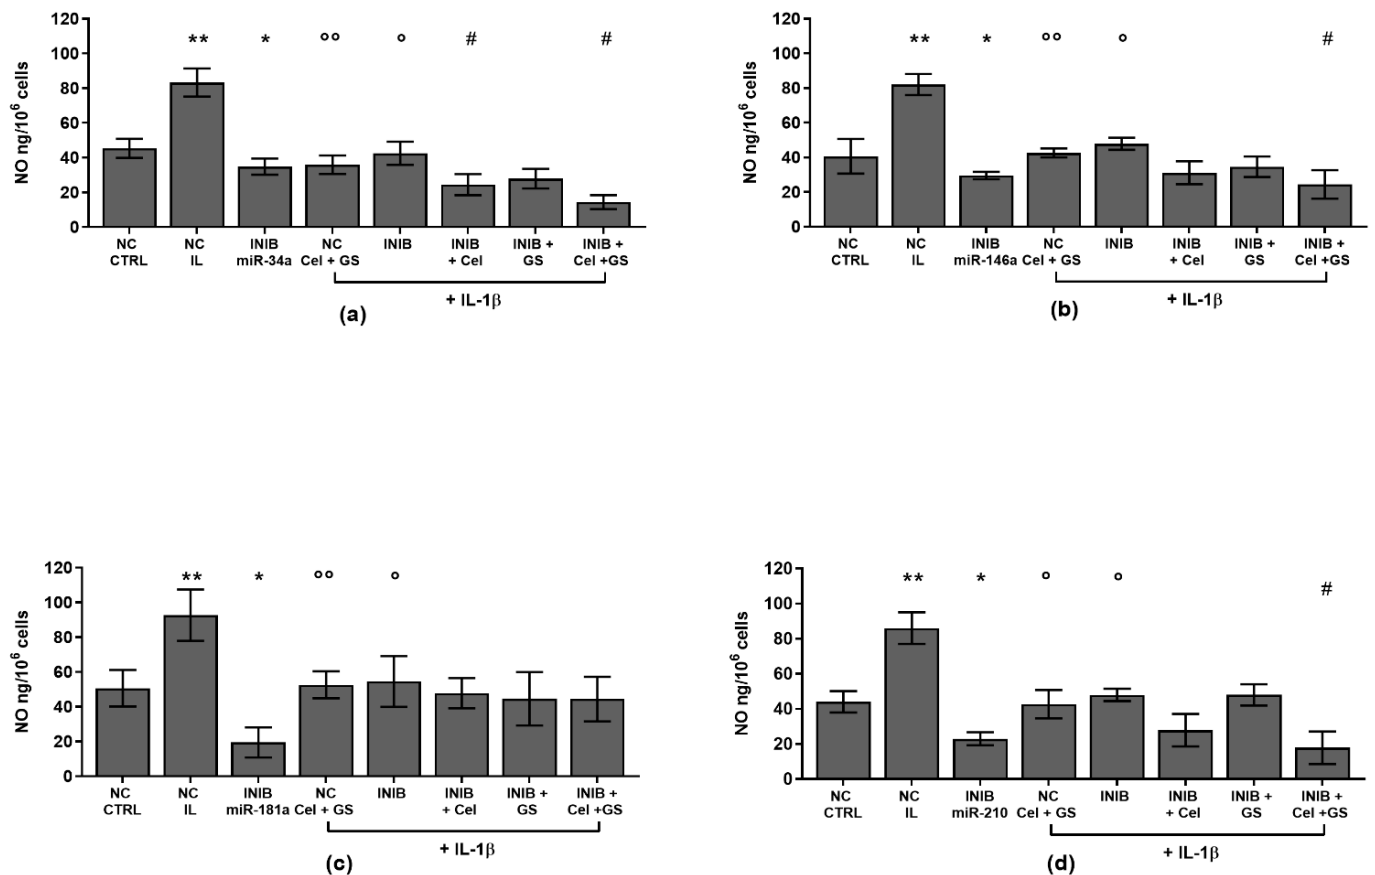 120
100
80
60
40
20
0
NO ng/10⁶ cells
** * °° ° # #
NC CTRL
NC IL
INIB miR-34a
NC Cel + GS
INIB
INIB + Cel
INIB + GS
INIB + Cel +GS
+ IL-1β
(a)
120
100
80
60
40
20
0
NO ng/10⁶ cells
** * °° ° #
NC CTRL
NC IL
INIB miR-146a
NC Cel + GS
INIB
INIB + Cel
INIB + GS
INIB + Cel +GS
+ IL-1β
(b)
120
100
80
60
40
20
0
NO ng/10⁶ cells
** * °° °
NC CTRL
NC IL
INIB miR-181a
NC Cel + GS
INIB
INIB + Cel
INIB + GS
INIB + Cel +GS
+ IL-1β
(c)
120
100
80
60
40
20
0
NO ng/10⁶ cells
** * ° ° #
NC CTRL
NC IL
INIB miR-210
NC Cel + GS
INIB
INIB + Cel
INIB + GS
INIB + Cel +GS
+ IL-1β
(d)